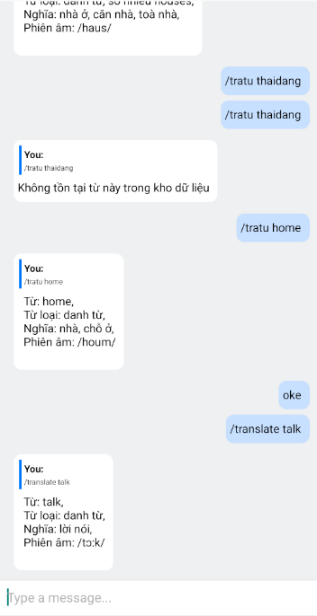 Từ loại: danh từ, số nhiều houses,
Nghĩa: nhà ở, căn nhà, toà nhà,
Phiên âm: /haus/
/tratu thaidang
/tratu thaidang
You:
/tratu thaidang
Không tồn tại từ này trong kho dữ liệu
/tratu home
You:
/tratu home
Từ: home,
Từ loại: danh từ,
Nghĩa: nhà, chỗ ở,
Phiên âm: /houm/
oke
/translate talk
You:
/translate talk
Từ: talk,
Từ loại: danh từ,
Nghĩa: lời nói,
Phiên âm: /tɔ:k/
Type a message...